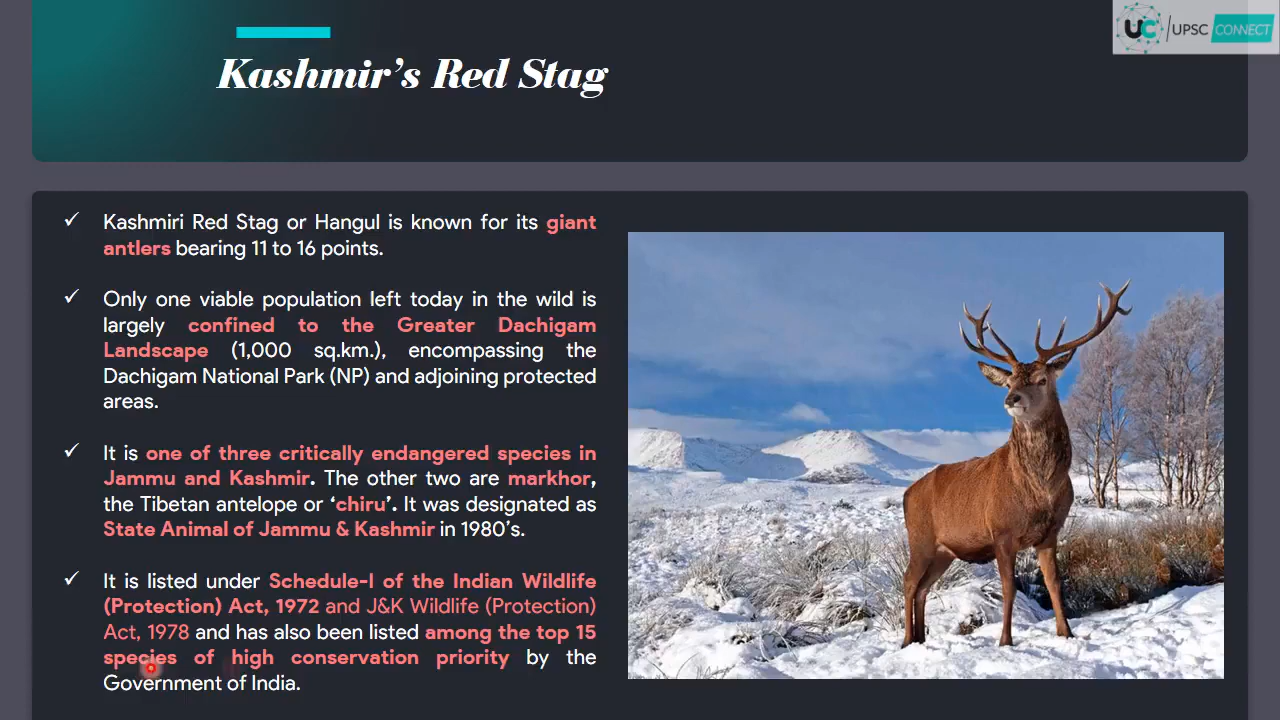 UC UPSC CONNECT
Kashmir’s Red Stag
✓ Kashmiri Red Stag or Hangul is known for its giant
antlers bearing 11 to 16 points.
✓ Only one viable population left today in the wild is
largely confined to the Greater Dachigam
Landscape (1,000 sq.km.), encompassing the
Dachigam National Park (NP) and adjoining protected
areas.
✓ It is one of three critically endangered species in
Jammu and Kashmir. The other two are markhor,
the Tibetan antelope or ‘chiru’. It was designated as
State Animal of Jammu & Kashmir in 1980’s.
✓ It is listed under Schedule-I of the Indian Wildlife
(Protection) Act, 1972 and J&K Wildlife (Protection)
Act, 1978 and has also been listed among the top 15
species of high conservation priority by the
Government of India.